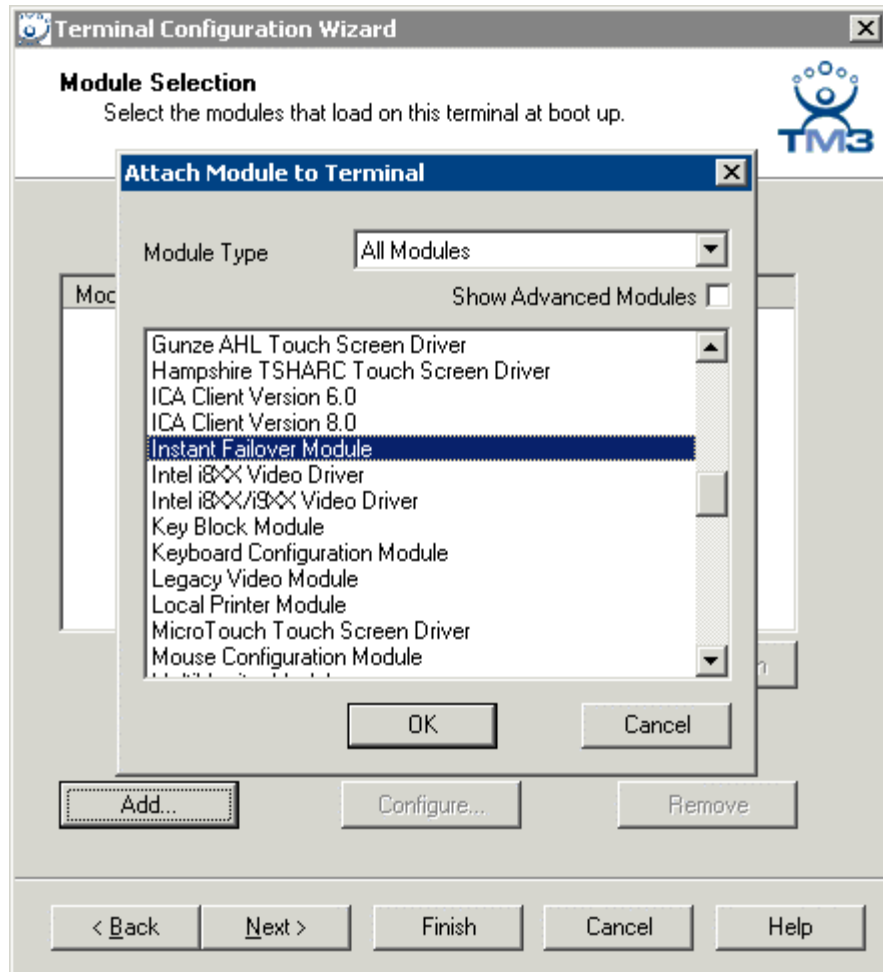 Terminal Configuration Wizard
Module Selection
Select the modules that load on this terminal at boot up.
TM3
Attach Module to Terminal
Module Type
All Modules
Show Advanced Modules
Gunze AHL Touch Screen Driver
Hampshire TSHARC Touch Screen Driver
ICA Client Version 6.0
ICA Client Version 8.0
Instant Failover Module
Intel i8XX Video Driver
Intel i8XX/i9XX Video Driver
Key Block Module
Keyboard Configuration Module
Legacy Video Module
Local Printer Module
MicroTouch Touch Screen Driver
Mouse Configuration Module
OK
Cancel
Add...
Configure...
Remove
< Back
Next >
Finish
Cancel
Help